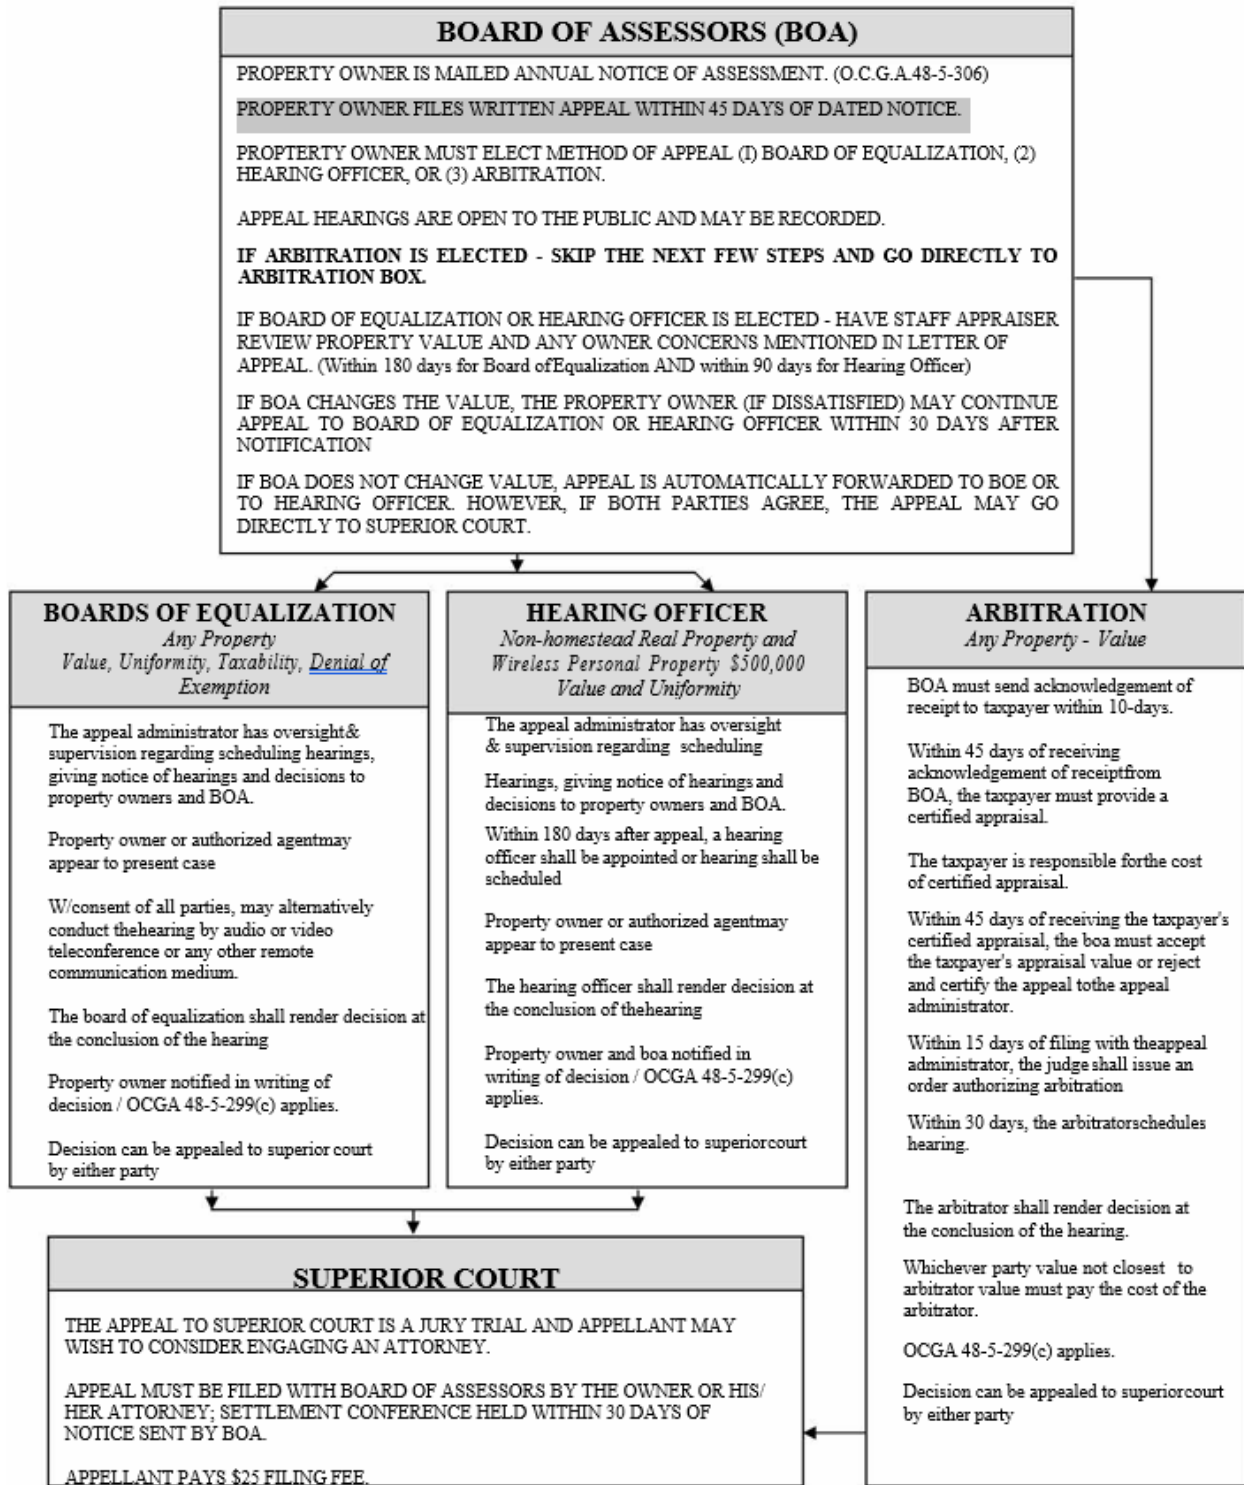 BOARD OF ASSESSORS (BOA)
PROPERTY OWNER IS MAILED ANNUAL NOTICE OF ASSESSMENT. (O.C.G.A.48-5-306)
PROPERTY OWNER FILES WRITTEN APPEAL WITHIN 45 DAYS OF DATED NOTICE.
PROPTERTY OWNER MUST ELECT METHOD OF APPEAL (I) BOARD OF EQUALIZATION, (2)
HEARING OFFICER, OR (3) ARBITRATION.
APPEAL HEARINGS ARE OPEN TO THE PUBLIC AND MAY BE RECORDED.
IF ARBITRATION IS ELECTED - SKIP THE NEXT FEW STEPS AND GO DIRECTLY TO
ARBITRATION BOX.
IF BOARD OF EQUALIZATION OR HEARING OFFICER IS ELECTED - HAVE STAFF APPRAISER
REVIEW PROPERTY VALUE AND ANY OWNER CONCERNS MENTIONED IN LETTER OF
APPEAL. (Within 180 days for Board of Equalization AND within 90 days for Hearing Officer)
IF BOA CHANGES THE VALUE, THE PROPERTY OWNER (IF DISSATISFIED) MAY CONTINUE
APPEAL TO BOARD OF EQUALIZATION OR HEARING OFFICER WITHIN 30 DAYS AFTER
NOTIFICATION
IF BOA DOES NOT CHANGE VALUE, APPEAL IS AUTOMATICALLY FORWARDED TO BOE OR
TO HEARING OFFICER. HOWEVER, IF BOTH PARTIES AGREE, THE APPEAL MAY GO
DIRECTLY TO SUPERIOR COURT.
BOARDS OF EQUALIZATION
Any Property
Value, Uniformity, Taxability, Denial of
Exemption
The appeal administrator has oversight&
supervision regarding scheduling hearings,
giving notice of hearings and decisions to
property owners and BOA.
Property owner or authorized agentmay
appear to present case
W/consent of all parties, may alternatively
conduct thehearing by audio or video
teleconference or any other remote
communication medium.
The board of equalization shall render decision at
the conclusion of the hearing
Property owner notified in writing of
decision / OCGA 48-5-299(c) applies.
Decision can be appealed to superior court
by either party
HEARING OFFICER
Non-homestead Real Property and
Wireless Personal Property $500,000
Value and Uniformity
The appeal administrator has oversight
& supervision regarding scheduling
Hearings, giving notice of hearings and
decisions to property owners and BOA.
Within 180 days after appeal, a hearing
officer shall be appointed or hearing shall be
scheduled
Property owner or authorized agentmay
appear to present case
The hearing officer shall render decision at
the conclusion of thehearing
Property owner and boa notified in
writing of decision / OCGA 48-5-299(c)
applies.
Decision can be appealed to superiorcourt
by either party
ARBITRATION
Any Property - Value
BOA must send acknowledgement of
receipt to taxpayer within 10-days.
Within 45 days of receiving
acknowledgement of receiptfrom
BOA, the taxpayer must provide a
certified appraisal.
The taxpayer is responsible forthe cost
of certified appraisal.
Within 45 days of receiving the taxpayer's
certified appraisal, the boa must accept
the taxpayer's appraisal value or reject
and certify the appeal tothe appeal
administrator.
Within 15 days of filing with theappeal
administrator, the judge shall issue an
order authorizing arbitration
Within 30 days, the arbitratorschedules
hearing.
The arbitrator shall render decision at
the conclusion of the hearing.
Whichever party value not closest to
arbitrator value must pay the cost of the
arbitrator.
OCGA 48-5-299(c) applies.
Decision can be appealed to superiorcourt
by either party
SUPERIOR COURT
THE APPEAL TO SUPERIOR COURT IS A JURY TRIAL AND APPELLANT MAY
WISH TO CONSIDER ENGAGING AN ATTORNEY.
APPEAL MUST BE FILED WITH BOARD OF ASSESSORS BY THE OWNER OR HIS/
HER ATTORNEY; SETTLEMENT CONFERENCE HELD WITHIN 30 DAYS OF
NOTICE SENT BY BOA.
APPELLANT PAYS $25 FILING FEE.